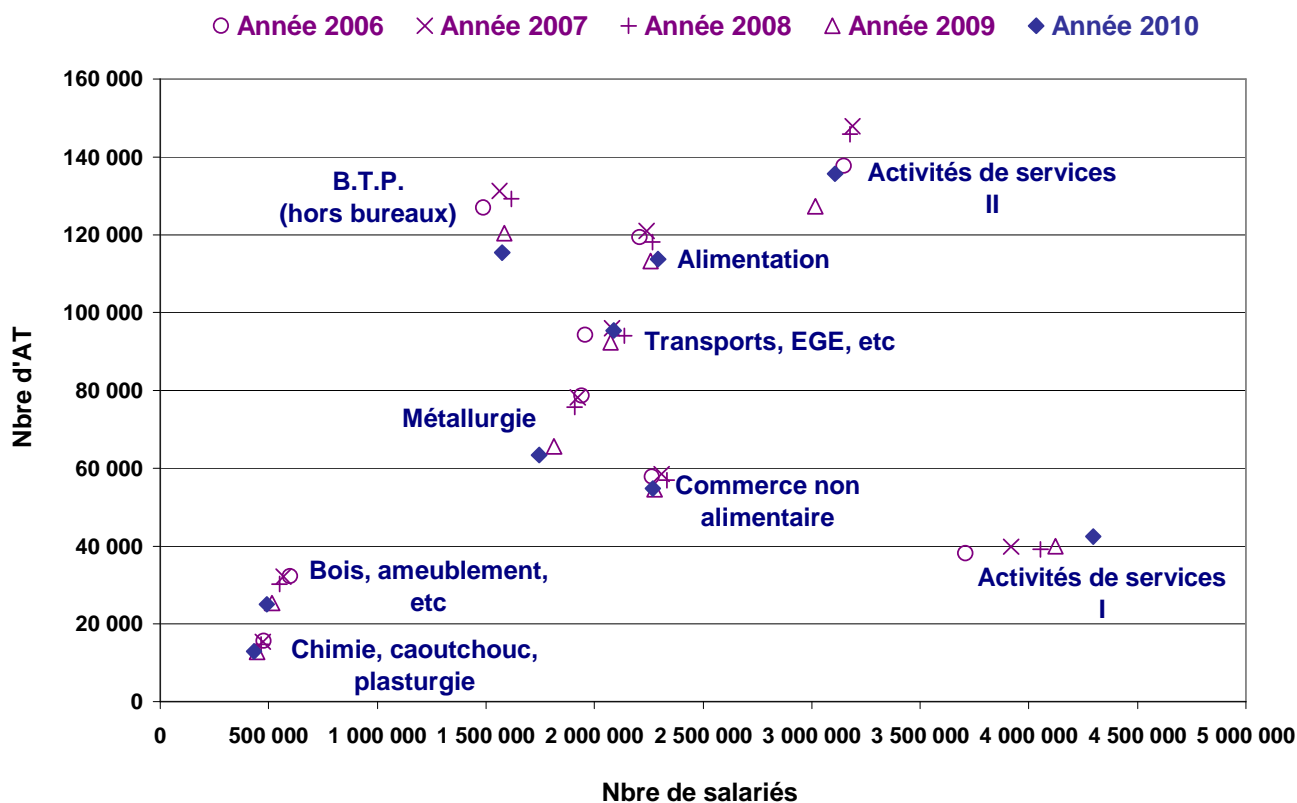 Année 2006 Année 2007 Année 2008 Année 2009 Année 2010
160 000
140 000
120 000
100 000
80 000
60 000
40 000
20 000
0
Nbre d'AT
B.T.P.
(hors bureaux)
Activités de services
II
Alimentation
Transports, EGE, etc
Métallurgie
Commerce non
alimentaire
Bois, ameublement,
etc
Activités de services
I
Chimie, caoutchouc,
plasturgie
0 500 000 1 000 000 1 500 000 2 000 000 2 500 000 3 000 000 3 500 000 4 000 000 4 500 000 5 000 000
Nbre de salariés